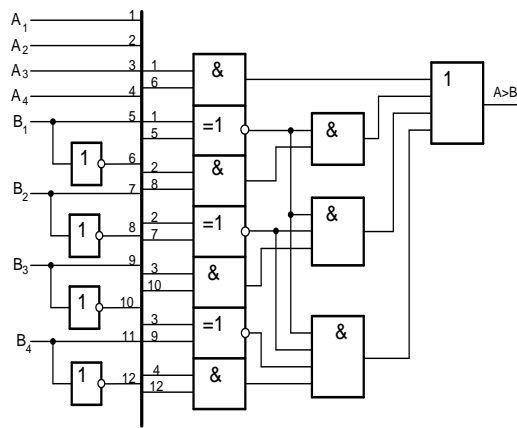 A1 1
A2 2
A3 3 1 & 1
A4 4 6
B1 5 1 =1 A>B
5 &
1 6 2 &
B2 7 8
2 =1 &
1 8 7
B3 9 3 &
10
1 10 3 =1 &
B4 11 9
1 12 4 &
12